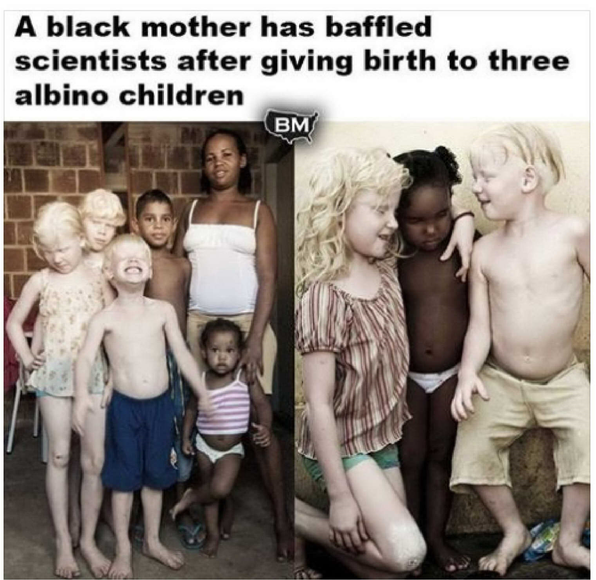 A black mother has baffled
scientists after giving birth to three
albino children
BM